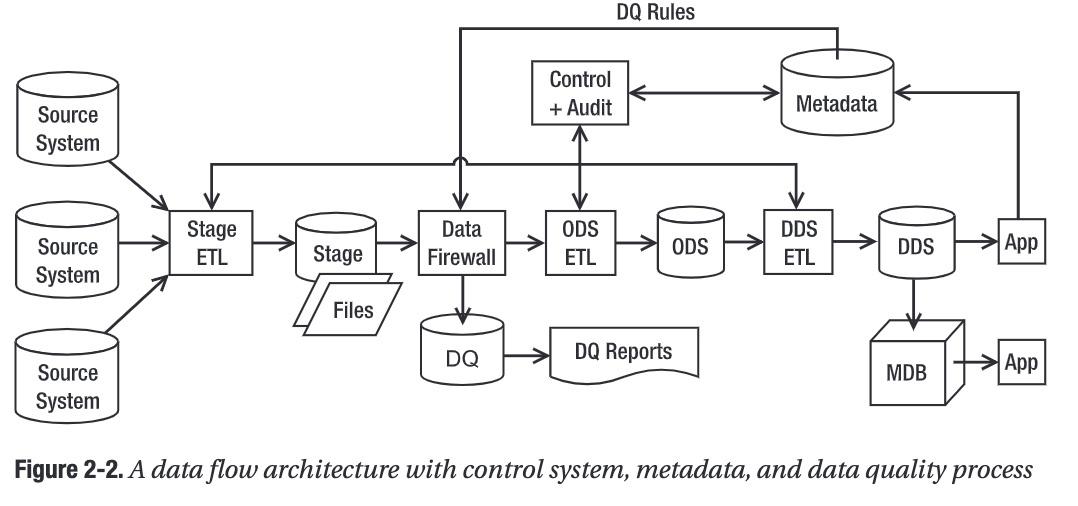 DQ Rules
Control
+ Audit
Metadata
Source
System
Source
System
Source
System
Stage
ETL
Stage
Files
Data
Firewall
ODS
ETL
ODS
DDS
ETL
DDS
App
DQ
DQ Reports
MDB
App
Figure 2-2. A data flow architecture with control system, metadata, and data quality process